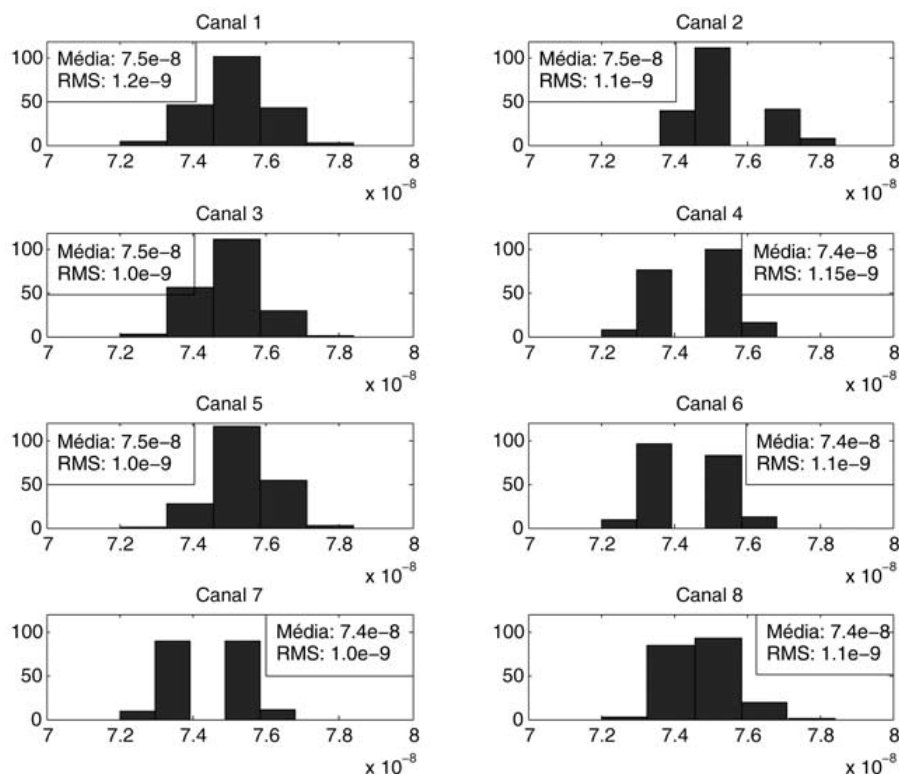 Canal 1
Média: 7.5e−8
RMS: 1.2e−9
100
50
0
7 7.2 7.4 7.6 7.8 8
x 10⁻⁸
Canal 2
Média: 7.5e−8
RMS: 1.1e−9
100
50
0
7 7.2 7.4 7.6 7.8 8
x 10⁻⁸
Canal 3
Média: 7.5e−8
RMS: 1.0e−9
100
50
0
7 7.2 7.4 7.6 7.8 8
x 10⁻⁸
Canal 4
Média: 7.4e−8
RMS: 1.15e−9
100
50
0
7 7.2 7.4 7.6 7.8 8
x 10⁻⁸
Canal 5
Média: 7.5e−8
RMS: 1.0e−9
100
50
0
7 7.2 7.4 7.6 7.8 8
x 10⁻⁸
Canal 6
Média: 7.4e−8
RMS: 1.1e−9
100
50
0
7 7.2 7.4 7.6 7.8 8
x 10⁻⁸
Canal 7
Média: 7.4e−8
RMS: 1.0e−9
100
50
0
7 7.2 7.4 7.6 7.8 8
x 10⁻⁸
Canal 8
Média: 7.4e−8
RMS: 1.1e−9
100
50
0
7 7.2 7.4 7.6 7.8 8
x 10⁻⁸